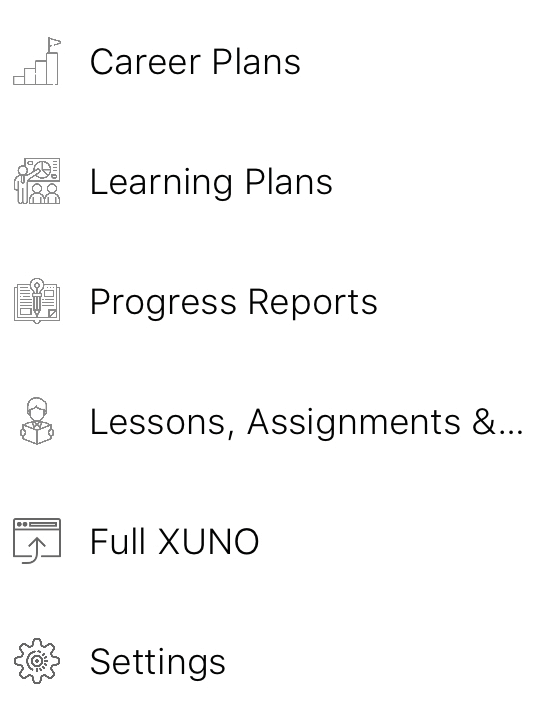 Career Plans
Learning Plans
Progress Reports
Lessons, Assignments &...
Full XUNO
Settings